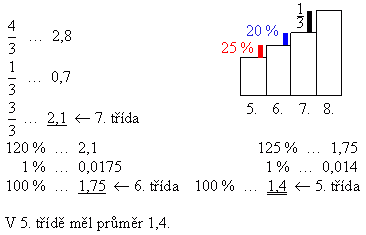 4/3 … 2,8
1/3 … 0,7
3/3 … 2,1 ← 7. třída
120 % … 2,1
1 % … 0,0175
100 % … 1,75 ← 6. třída
25 %
20 %
1/3
5. 6. 7. 8.
125 % … 1,75
1 % … 0,014
100 % … 1,4 ← 5. třída
V 5. třídě měl průměr 1,4.